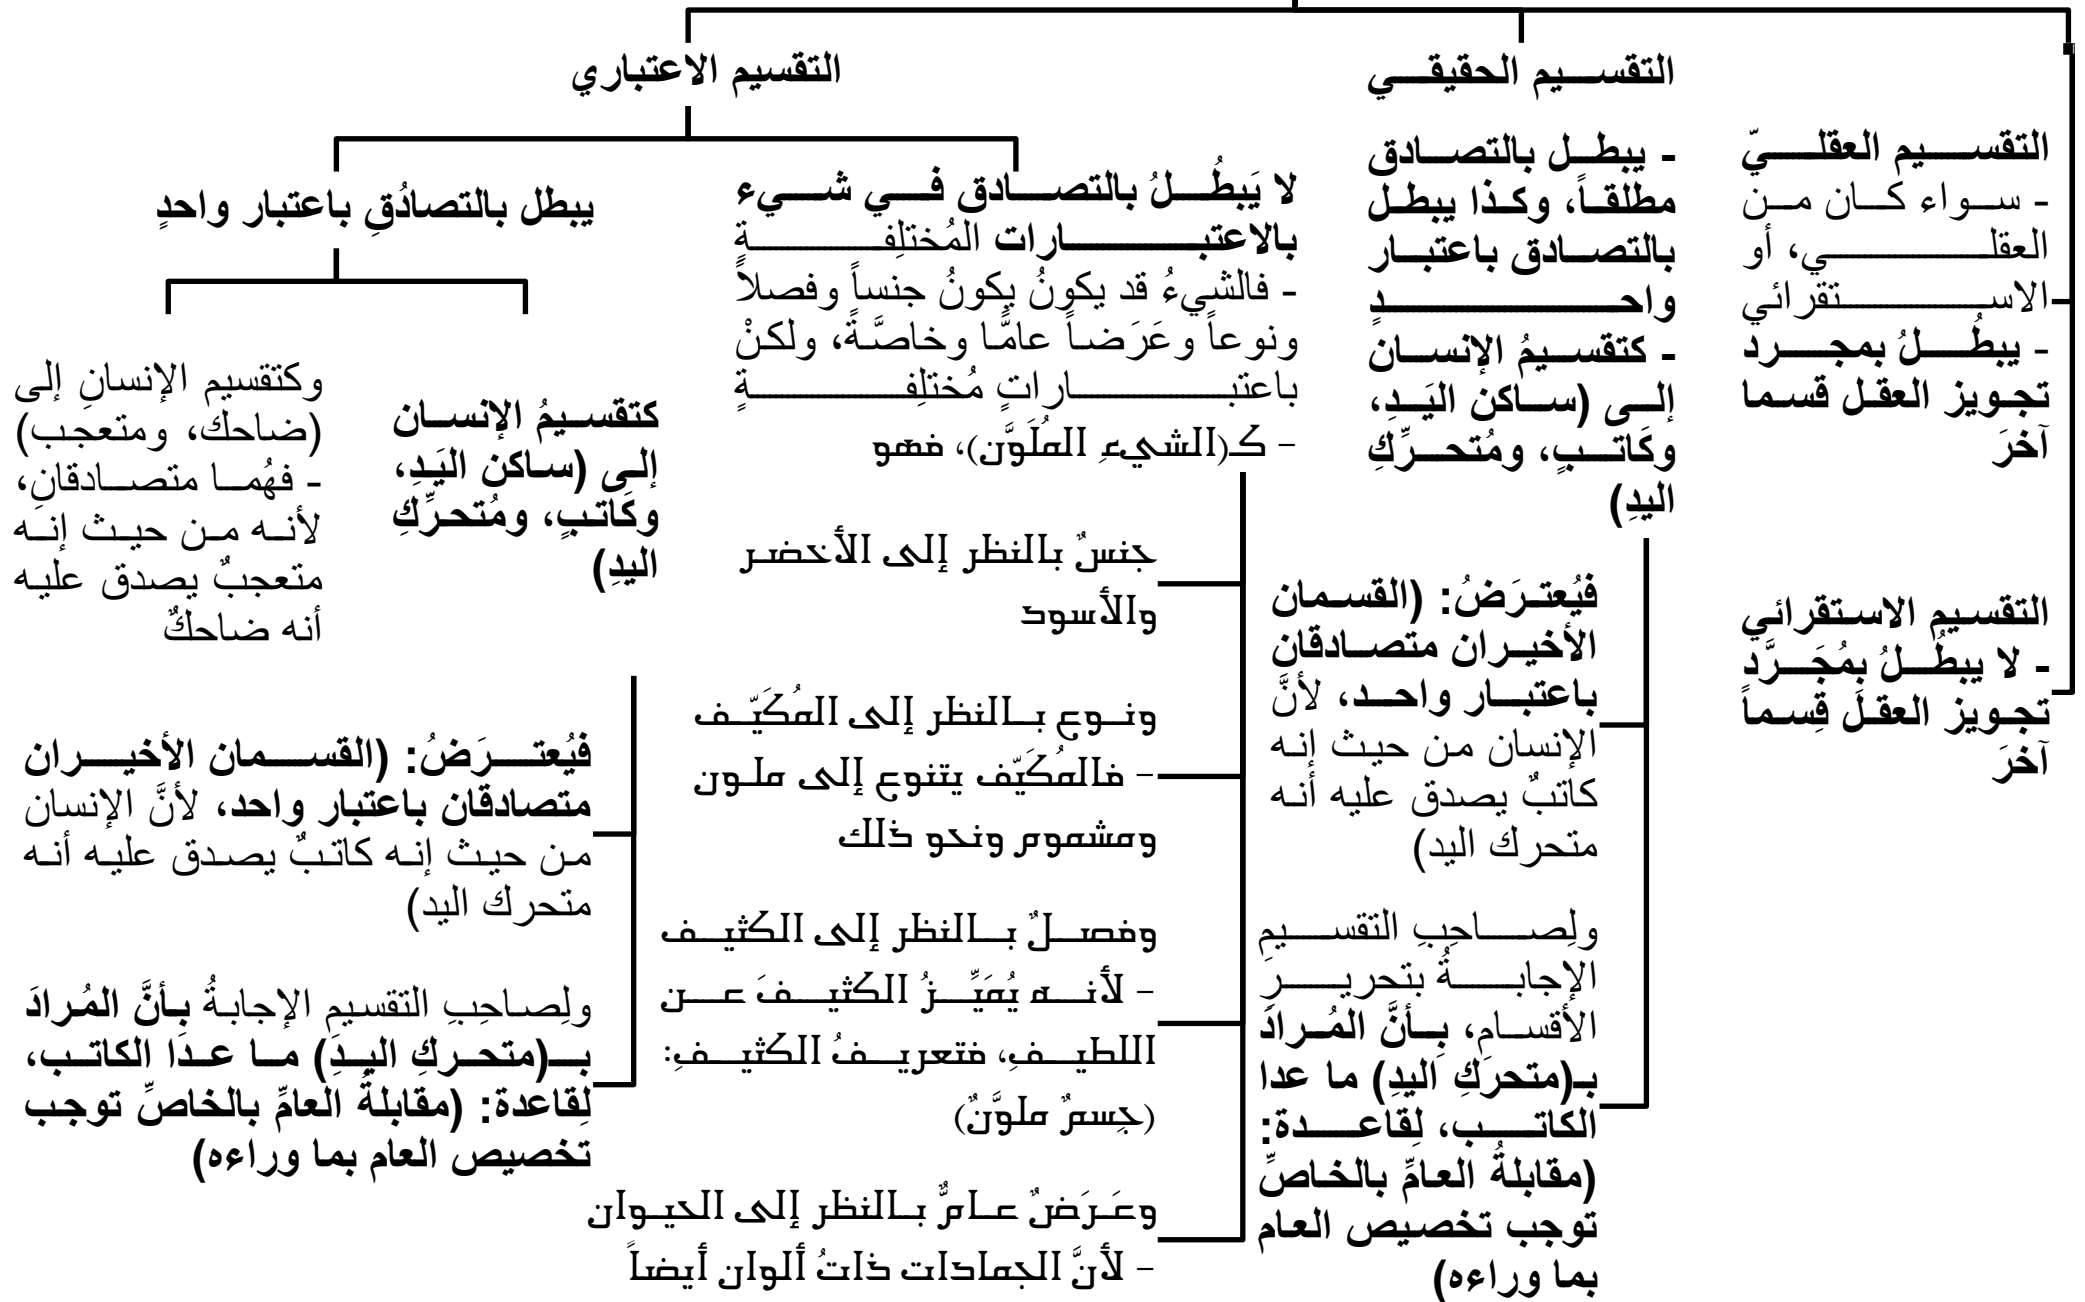 التقسيم العقليّ
- سواء كان من
العقلي، أو
الاستقرائي
- يبطُلُ بمجرد
تجويز العقل قسما
آخرَ
التقسيم الاستقرائي
- لا يبطُلُ بمُجَرَّد
تجويز العقل قِسماً
آخرَ
التقسيم الحقيقي
- يبطل بالتصادق
مطلقاً، وكذا يبطل
بالتصادق باعتبار
واحدٍ
- كتقسيمُ الإنسان
إلى (ساكن اليَدِ،
وكَاتبٍ، ومُتحرِّكِ
اليدِ)
فيُعترَضُ: (القسمان
الأخيران متصادقان
باعتبار واحد، لأنَّ
الإنسان من حيث إنه
كاتبٌ يصدق عليه أنه
متحرك اليد)
ولِصاحِبِ التقسيمِ
الإجابةُ بتحريرِ
الأقسام، بِأنَّ المُرادَ
بـ(متحركِ اليدِ) ما عدا
الكاتب، لِقاعدة:
(مقابلةُ العامِّ بالخاصِّ
توجب تخصيص العام
بما وراءه)
التقسيم الاعتباري
لا يَبطُلُ بالتصادق في شيء
بالاعتبارات المُختلِفةِ
- فالشيءُ قد يكونُ يكونُ جنساً وفصلاً
ونوعاً وعَرَضاً عامًّا وخاصَّةً، ولكنْ
باعتباراتٍ مُختلِفةٍ
- كـ(الشيءِ المُلَوَّن)، فهو
جنسٌ بالنظر إلى الأخضر
والأسود
ونوع بالنظر إلى المُكَيّف
- فالمُكَيّف يتنوع إلى ملون
ومشموم ونحو ذلك
وفصلٌ بالنظر إلى الكثيف
- لأنه يُمَيِّزُ الكثيفَ عن
اللطيفِ، فتعريفُ الكثيفِ:
(جِسمٌ ملوَّنٌ)
وعَرَضٌ عامٌّ بالنظر إلى الحيوان
- لأنَّ الجمادات ذاتُ ألوان أيضاً
يبطل بالتصادُقِ باعتبار واحدٍ
كتقسيمُ الإنسان
إلى (ساكن اليَدِ،
وكَاتبٍ، ومُتحرِّكِ
اليدِ)
وكتقسيم الإنسانِ إلى
(ضاحك، ومتعجب)
- فهُما متصادقانِ،
لأنه من حيث إنه
متعجبٌ يصدق عليه
أنه ضاحكٌ
فيُعترَضُ: (القسمان الأخيران
متصادقان باعتبار واحد، لأنَّ الإنسان
من حيث إنه كاتبٌ يصدق عليه أنه
متحرك اليد)
ولِصاحِبِ التقسيم الإجابةُ بِأنَّ المُرادَ
بـ(متحركِ اليدِ) ما عدَا الكاتب،
لِقاعدة: (مقابلةُ العامِّ بالخاصِّ توجب
تخصيص العام بما وراءه)